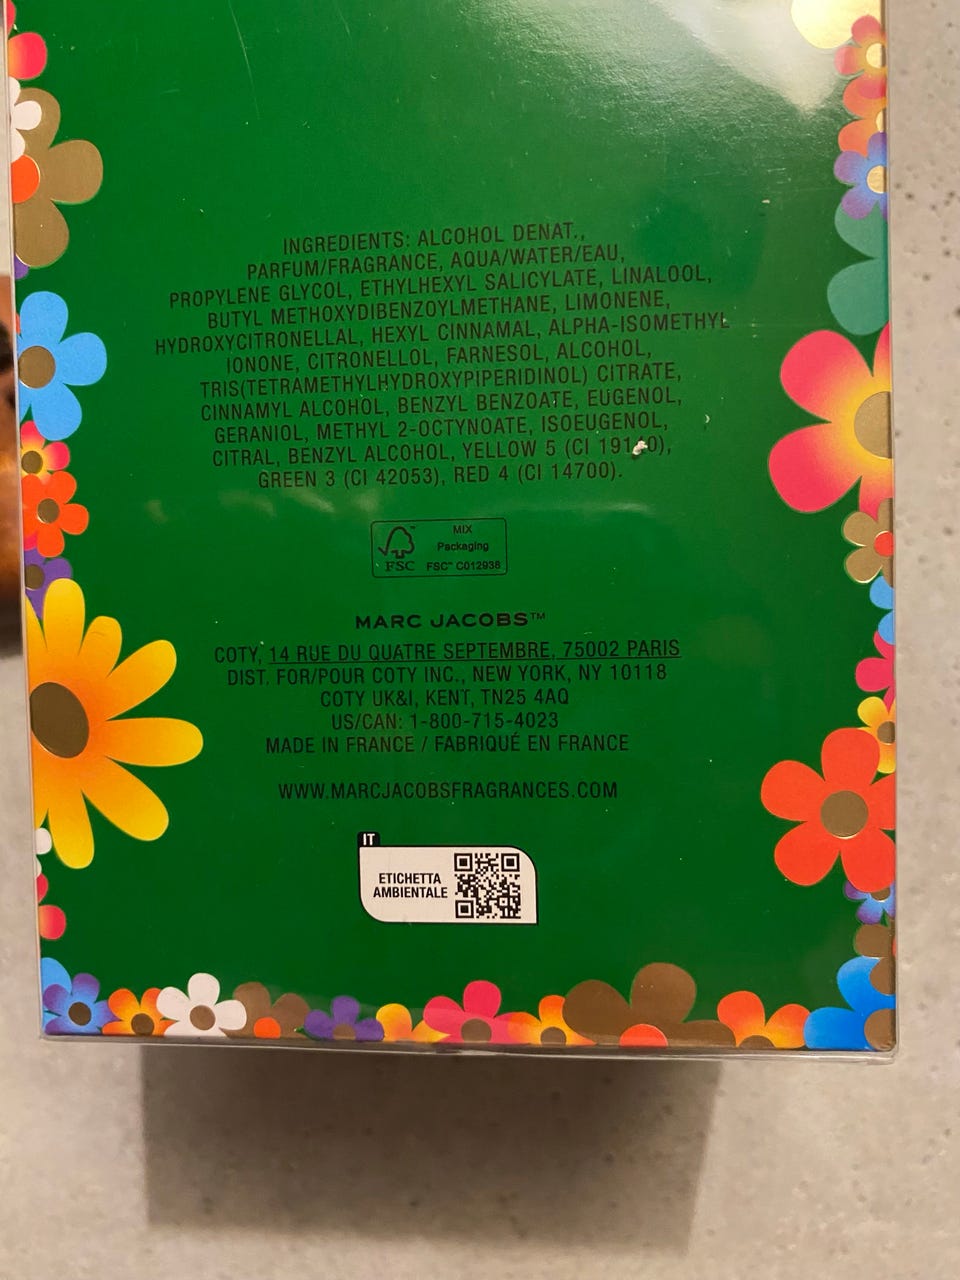 INGREDIENTS: ALCOHOL DENAT.,
PARFUM/FRAGRANCE, AQUA/WATER/EAU,
PROPYLENE GLYCOL, ETHYLHEXYL SALICYLATE, LINALOOL,
BUTYL METHOXYDIBENZOYLMETHANE, LIMONENE,
HYDROXYCITRONELLAL, HEXYL CINNAMAL, ALPHA-ISOMETHYL
IONONE, CITRONELLOL, FARNESOL, ALCOHOL,
TRIS(TETRAMETHYLHYDROXYPIPERIDINOL) CITRATE,
CINNAMYL ALCOHOL, BENZYL BENZOATE, EUGENOL,
GERANIOL, METHYL 2-OCTYNOATE, ISOEUGENOL,
CITRAL, BENZYL ALCOHOL, YELLOW 5 (CI 19140),
GREEN 3 (CI 42053), RED 4 (CI 14700).
MIX
Packaging
FSC FSC™ C012938
MARC JACOBS™
COTY, 14 RUE DU QUATRE SEPTEMBRE, 75002 PARIS
DIST. FOR/POUR COTY INC., NEW YORK, NY 10118
COTY UK&I, KENT, TN25 4AQ
US/CAN: 1-800-715-4023
MADE IN FRANCE / FABRIQUÉ EN FRANCE
WWW.MARCJACOBSFRAGRANCES.COM
IT
ETICHETTA
AMBIENTALE